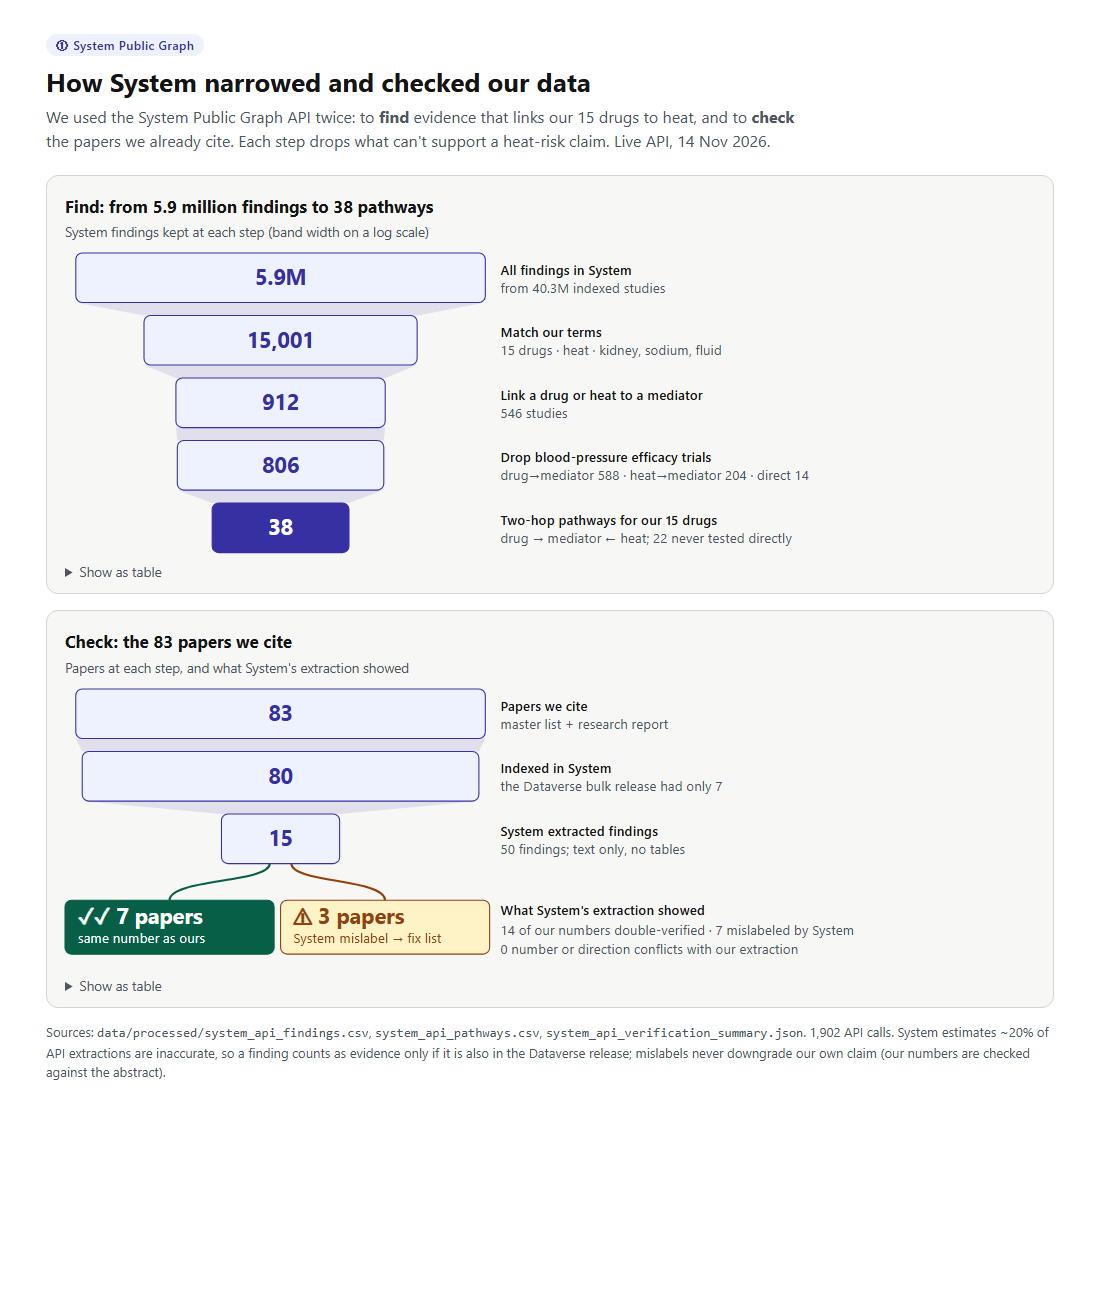 System Public Graph
How System narrowed and checked our data
We used the System Public Graph API twice: to find evidence that links our 15 drugs to heat, and to check
the papers we already cite. Each step drops what can't support a heat-risk claim. Live API, 14 Nov 2026.
Find: from 5.9 million findings to 38 pathways
System findings kept at each step (band width on a log scale)
5.9M
All findings in System
from 40.3M indexed studies
15,001
Match our terms
15 drugs · heat · kidney, sodium, fluid
912
Link a drug or heat to a mediator
546 studies
806
Drop blood-pressure efficacy trials
drug→mediator 588 · heat→mediator 204 · direct 14
38
Two-hop pathways for our 15 drugs
drug → mediator ← heat; 22 never tested directly
▶ Show as table
Check: the 83 papers we cite
Papers at each step, and what System's extraction showed
83
Papers we cite
master list + research report
80
Indexed in System
the Dataverse bulk release had only 7
15
System extracted findings
50 findings; text only, no tables
✓✓ 7 papers
same number as ours
⚠ 3 papers
System mislabel → fix list
What System's extraction showed
14 of our numbers double-verified · 7 mislabeled by System
0 number or direction conflicts with our extraction
▶ Show as table
Sources: data/processed/system_api_findings.csv, system_api_pathways.csv, system_api_verification_summary.json. 1,902 API calls. System estimates ~20% of
API extractions are inaccurate, so a finding counts as evidence only if it is also in the Dataverse release; mislabels never downgrade our own claim (our numbers are checked
against the abstract).